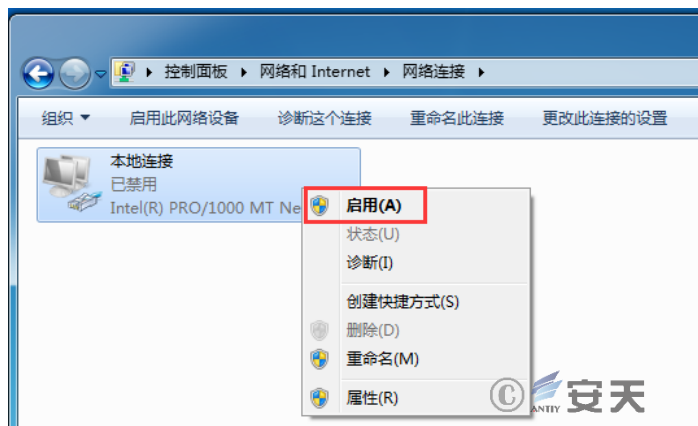 控制面板 网络和 Internet 网络连接
组织 启用此网络设备 诊断这个连接 重命名此连接 更改此连接的设置
本地连接
已禁用
Intel(R) PRO/1000 MT Ne
启用(A)
状态(U)
诊断(I)
创建快捷方式(S)
删除(D)
重命名(M)
属性(R)
© ANTIY 安天